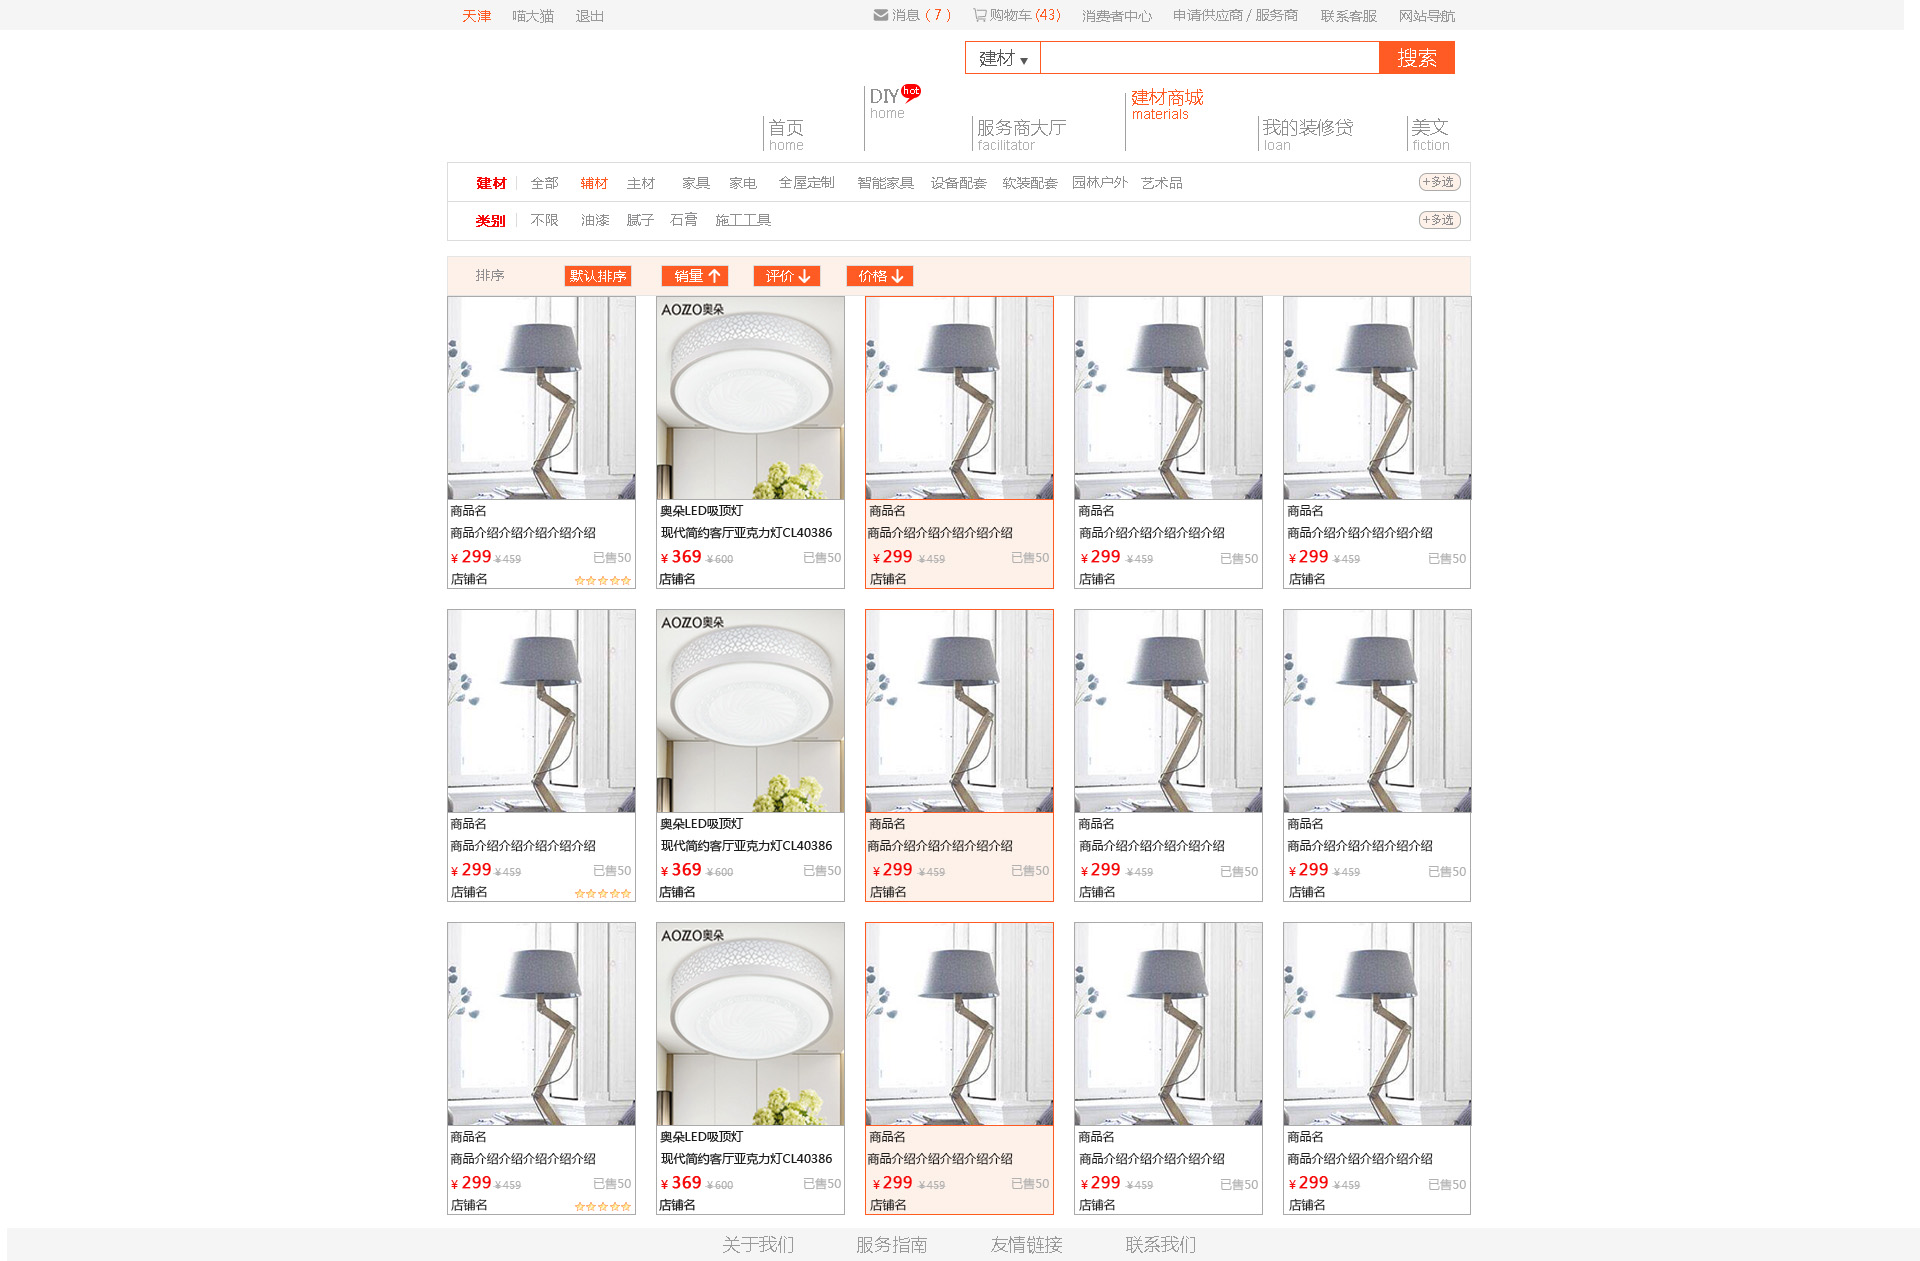 天津 喵大猫 退出 消息（7） 购物车(43) 消费者中心 申请供应商 / 服务商 联系客服 网站导航
建材 ▼ 搜索
DIY hot
home
建材商城
materials
首页
home
服务商大厅
facilitator
我的装修贷
loan
美文
fiction
建材 全部 辅材 主材 家具 家电 全屋定制 智能家具 设备配套 软装配套 园林户外 艺术品 +多选
类别 不限 油漆 腻子 石膏 施工工具 +多选
排序 默认排序 销量↑ 评价↓ 价格↓
AOZZO奥朵
商品名 奥朵LED吸顶灯 商品名 商品名 商品名
商品介绍介绍介绍介绍介绍 现代简约客厅亚克力灯CL40386 商品介绍介绍介绍介绍介绍 商品介绍介绍介绍介绍介绍 商品介绍介绍介绍介绍介绍
¥ 299 ¥459 已售50 ¥ 369 ¥600 已售50 ¥ 299 ¥459 已售50 ¥ 299 ¥459 已售50 ¥ 299 ¥459 已售50
店铺名 ☆☆☆☆☆ 店铺名 店铺名 店铺名 店铺名
AOZZO奥朵
商品名 奥朵LED吸顶灯 商品名 商品名 商品名
商品介绍介绍介绍介绍介绍 现代简约客厅亚克力灯CL40386 商品介绍介绍介绍介绍介绍 商品介绍介绍介绍介绍介绍 商品介绍介绍介绍介绍介绍
¥ 299 ¥459 已售50 ¥ 369 ¥600 已售50 ¥ 299 ¥459 已售50 ¥ 299 ¥459 已售50 ¥ 299 ¥459 已售50
店铺名 ☆☆☆☆☆ 店铺名 店铺名 店铺名 店铺名
AOZZO奥朵
商品名 奥朵LED吸顶灯 商品名 商品名 商品名
商品介绍介绍介绍介绍介绍 现代简约客厅亚克力灯CL40386 商品介绍介绍介绍介绍介绍 商品介绍介绍介绍介绍介绍 商品介绍介绍介绍介绍介绍
¥ 299 ¥459 已售50 ¥ 369 ¥600 已售50 ¥ 299 ¥459 已售50 ¥ 299 ¥459 已售50 ¥ 299 ¥459 已售50
店铺名 ☆☆☆☆☆ 店铺名 店铺名 店铺名 店铺名
关于我们 服务指南 友情链接 联系我们